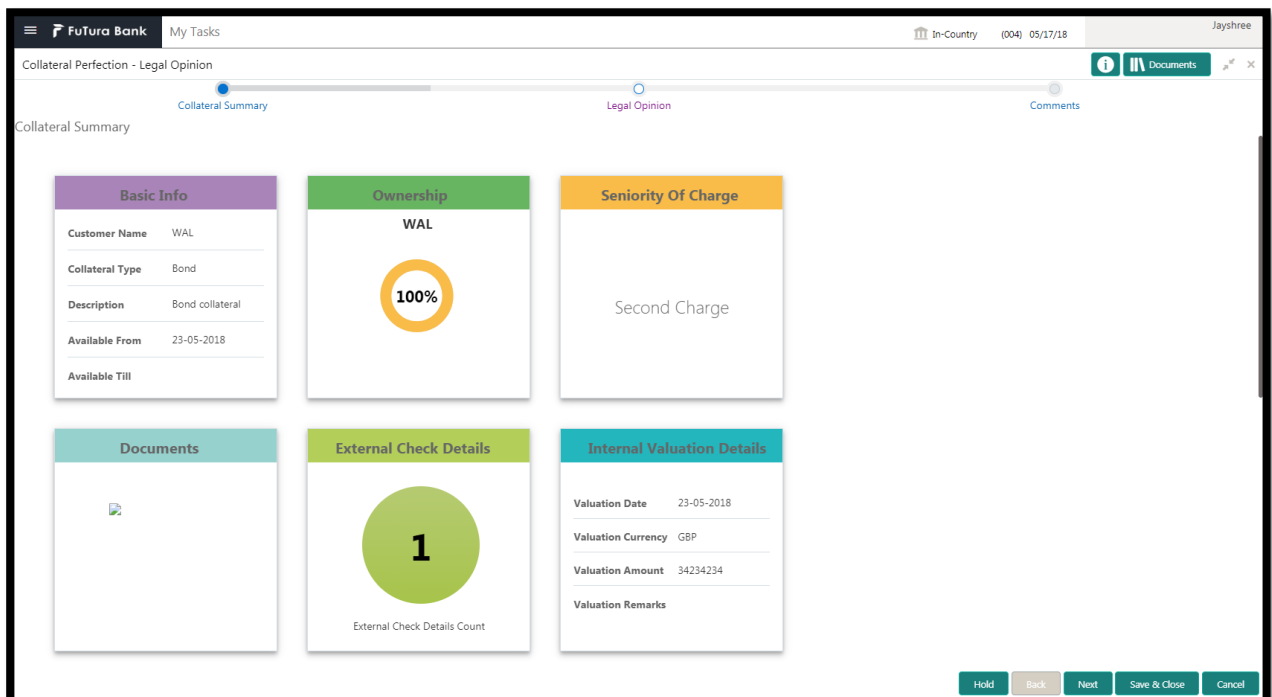 FuTura Bank My Tasks In-Country (004) 05/17/18 Jayshree
Collateral Perfection - Legal Opinion i Documents
Collateral Summary Legal Opinion Comments
Collateral Summary
Basic Info
Customer Name WAL
Collateral Type Bond
Description Bond collateral
Available From 23-05-2018
Available Till
Ownership
WAL
100%
Seniority Of Charge
Second Charge
Documents
External Check Details
1
External Check Details Count
Internal Valuation Details
Valuation Date 23-05-2018
Valuation Currency GBP
Valuation Amount 34234234
Valuation Remarks
Hold Back Next Save & Close Cancel